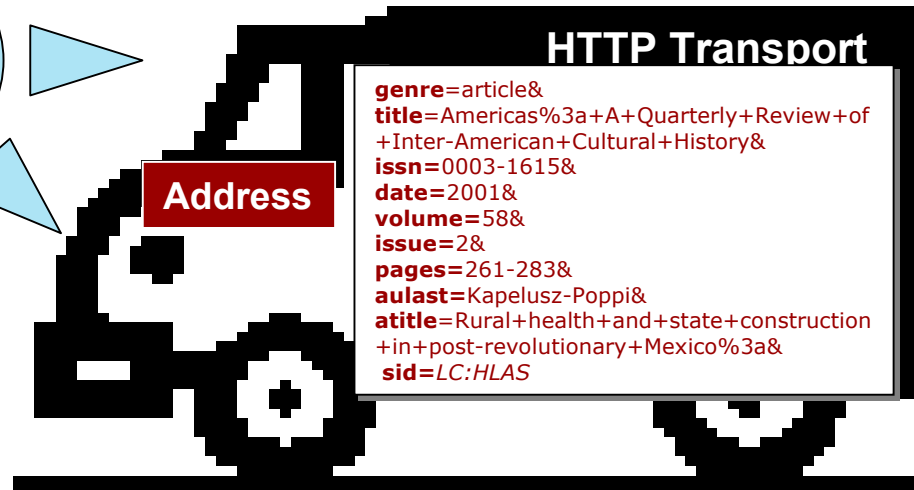 HTTP Transport
genre=article&
title=Americas%3a+A+Quarterly+Review+of
+Inter-American+Cultural+History&
issn=0003-1615&
date=2001&
volume=58&
issue=2&
pages=261-283&
aulast=Kapelusz-Poppi&
atitle=Rural+health+and+state+construction
+in+post-revolutionary+Mexico%3a&
sid=LC:HLAS
Address